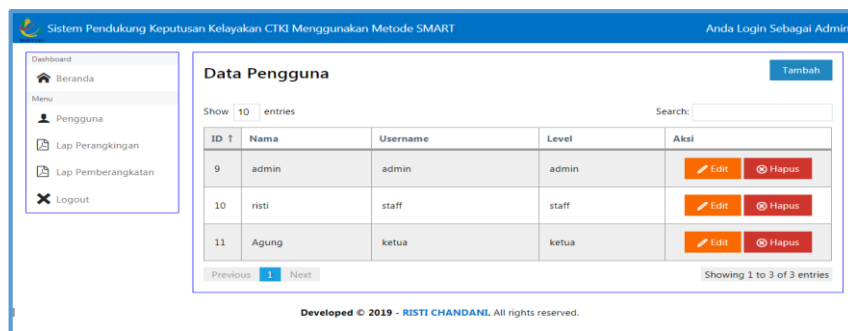 Sistem Pendukung Keputusan Kelayakan CTKI Menggunakan Metode SMART
Anda Login Sebagai Admin
Dashboard
Beranda
Menu
Pengguna
Lap Perangkingan
Lap Pemberangkatan
Logout
Data Pengguna
Tambah
Show 10 entries
Search:
ID ↑ Nama Username Level Aksi
9 admin admin admin Edit Hapus
10 risti staff staff Edit Hapus
11 Agung ketua ketua Edit Hapus
Previous 1 Next
Showing 1 to 3 of 3 entries
Developed © 2019 - RISTI CHANDANI. All rights reserved.